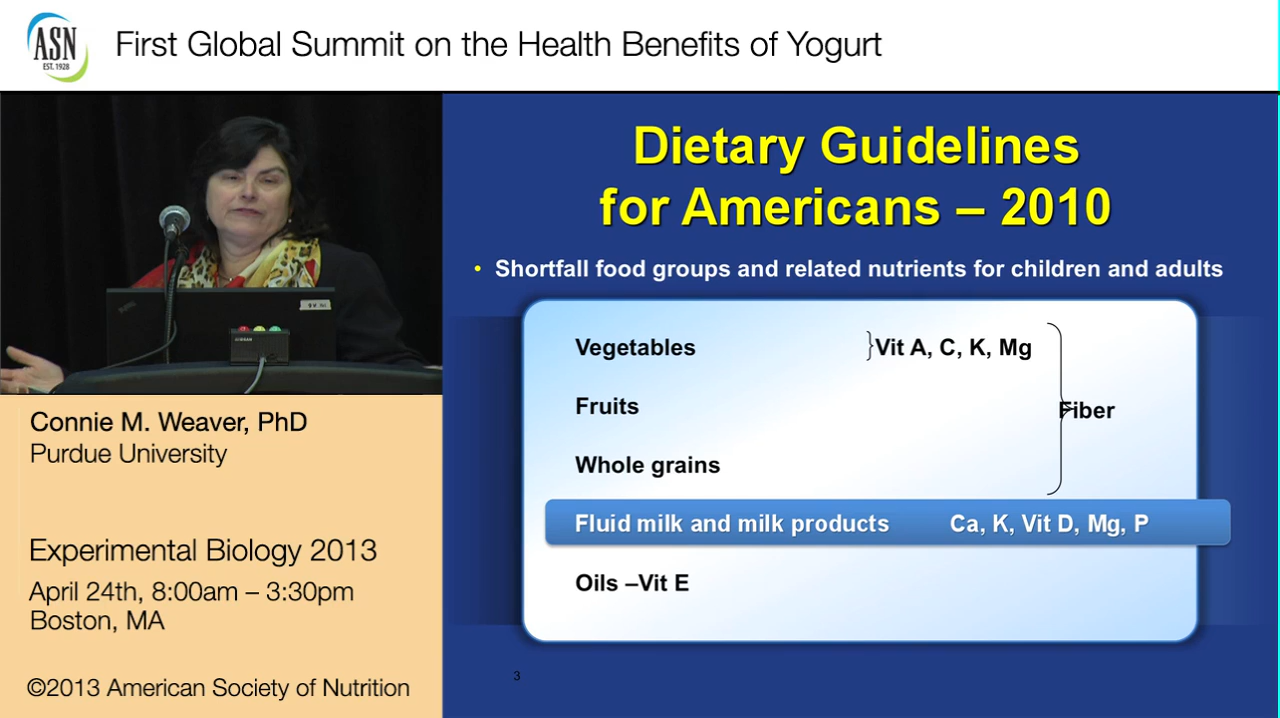 ASN
EST. 1928
First Global Summit on the Health Benefits of Yogurt
Dietary Guidelines
for Americans – 2010
• Shortfall food groups and related nutrients for children and adults
Vegetables }Vit A, C, K, Mg
Fruits
Fiber
Whole grains
Fluid milk and milk products Ca, K, Vit D, Mg, P
Oils –Vit E
3
Connie M. Weaver, PhD
Purdue University
Experimental Biology 2013
April 24th, 8:00am – 3:30pm
Boston, MA
©2013 American Society of Nutrition